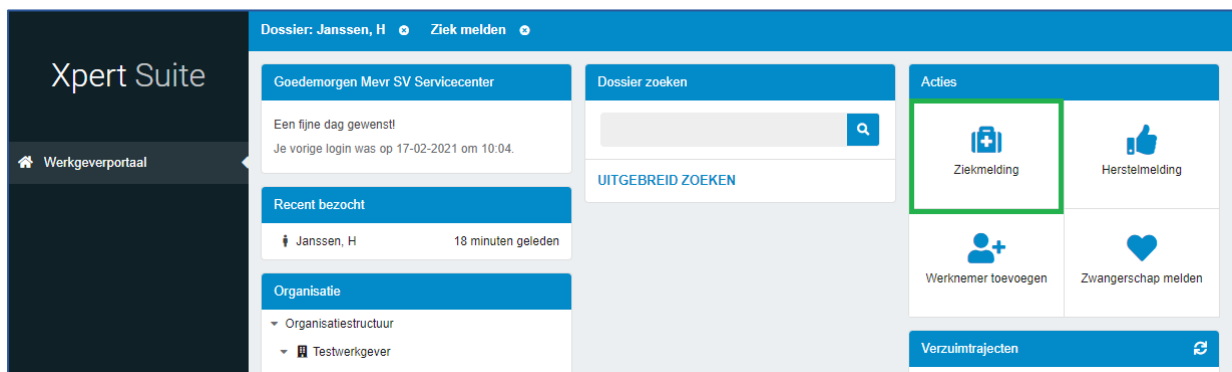 Xpert Suite
Werkgeverportaal
Dossier: Janssen, H
Ziek melden
Goedemorgen Mevr SV Servicecenter
Een fijne dag gewenst!
Je vorige login was op 17-02-2021 om 10:04.
Recent bezocht
Janssen, H 18 minuten geleden
Organisatie
Organisatiestructuur
Testwerkgever
Dossier zoeken
UITGEBREID ZOEKEN
Acties
Ziekmelding
Herstelmelding
Werknemer toevoegen
Zwangerschap melden
Verzuimtrajecten